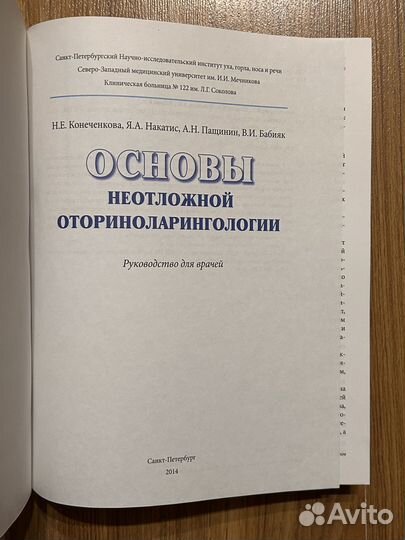 Санкт-Петербургский Научно-исследовательский институт уха, горла, носа и речи
Северо-Западный медицинский университет им. И.И. Мечникова
Клиническая больница № 122 им. Л.Г. Соколова
Н.Е. Конеченкова, Я.А. Накатис, А.Н. Пащинин, В.И. Бабияк
ОСНОВЫ
НЕОТЛОЖНОЙ
ОТОРИНОЛАРИНГОЛОГИИ
Руководство для врачей
Санкт-Петербург
2014
Avito